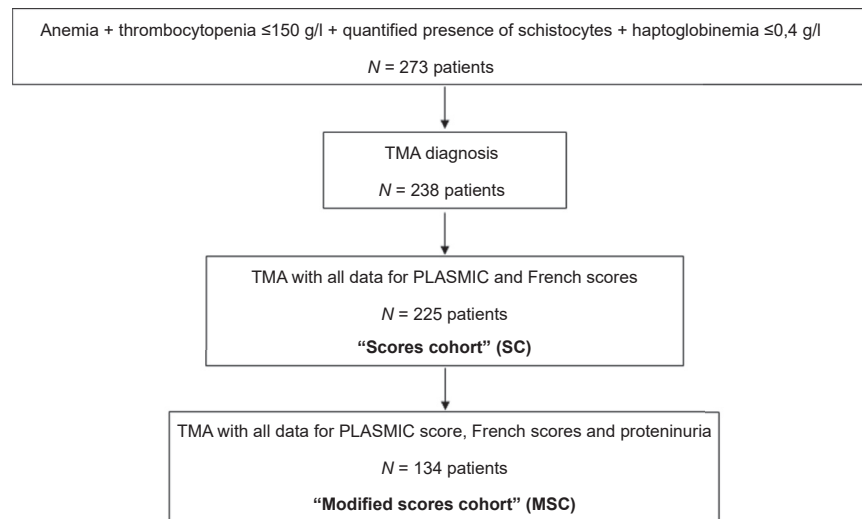 Anemia + thrombocytopenia ≤150 g/l + quantified presence of schistocytes + haptoglobinemia ≤0,4 g/l
N = 273 patients
TMA diagnosis
N = 238 patients
TMA with all data for PLASMIC and French scores
N = 225 patients
“Scores cohort” (SC)
TMA with all data for PLASMIC score, French scores and proteninuria
N = 134 patients
“Modified scores cohort” (MSC)